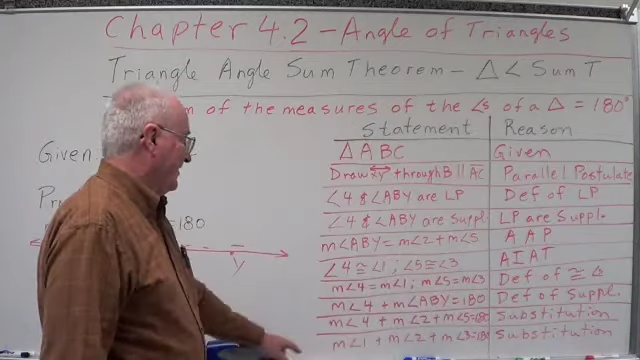 Chapter 4.2 - Angle of Triangles
Triangle Angle Sum Theorem - △∠ Sum T
m of the measures of the ∠s of a △ = 180°
Given:
Pr
=180
Y
Statement Reason
△ ABC Given
Draw XY through B || AC Parallel Postulate
∠4 & ∠ABY are LP Def of LP
∠4 & ∠ABY are Suppl. LP are Suppl.
m∠ABY = m∠2 + m∠5 AAP
∠4 ≅ ∠1 ; ∠5 ≅ ∠3 AIAT
m∠4 = m∠1 ; m∠5 = m∠3 Def of ≅ ∠s
m∠4 + m∠ABY = 180 Def of Suppl.
m∠4 + m∠2 + m∠5 = 180 Substitution
m∠1 + m∠2 + m∠3 = 180 Substitution